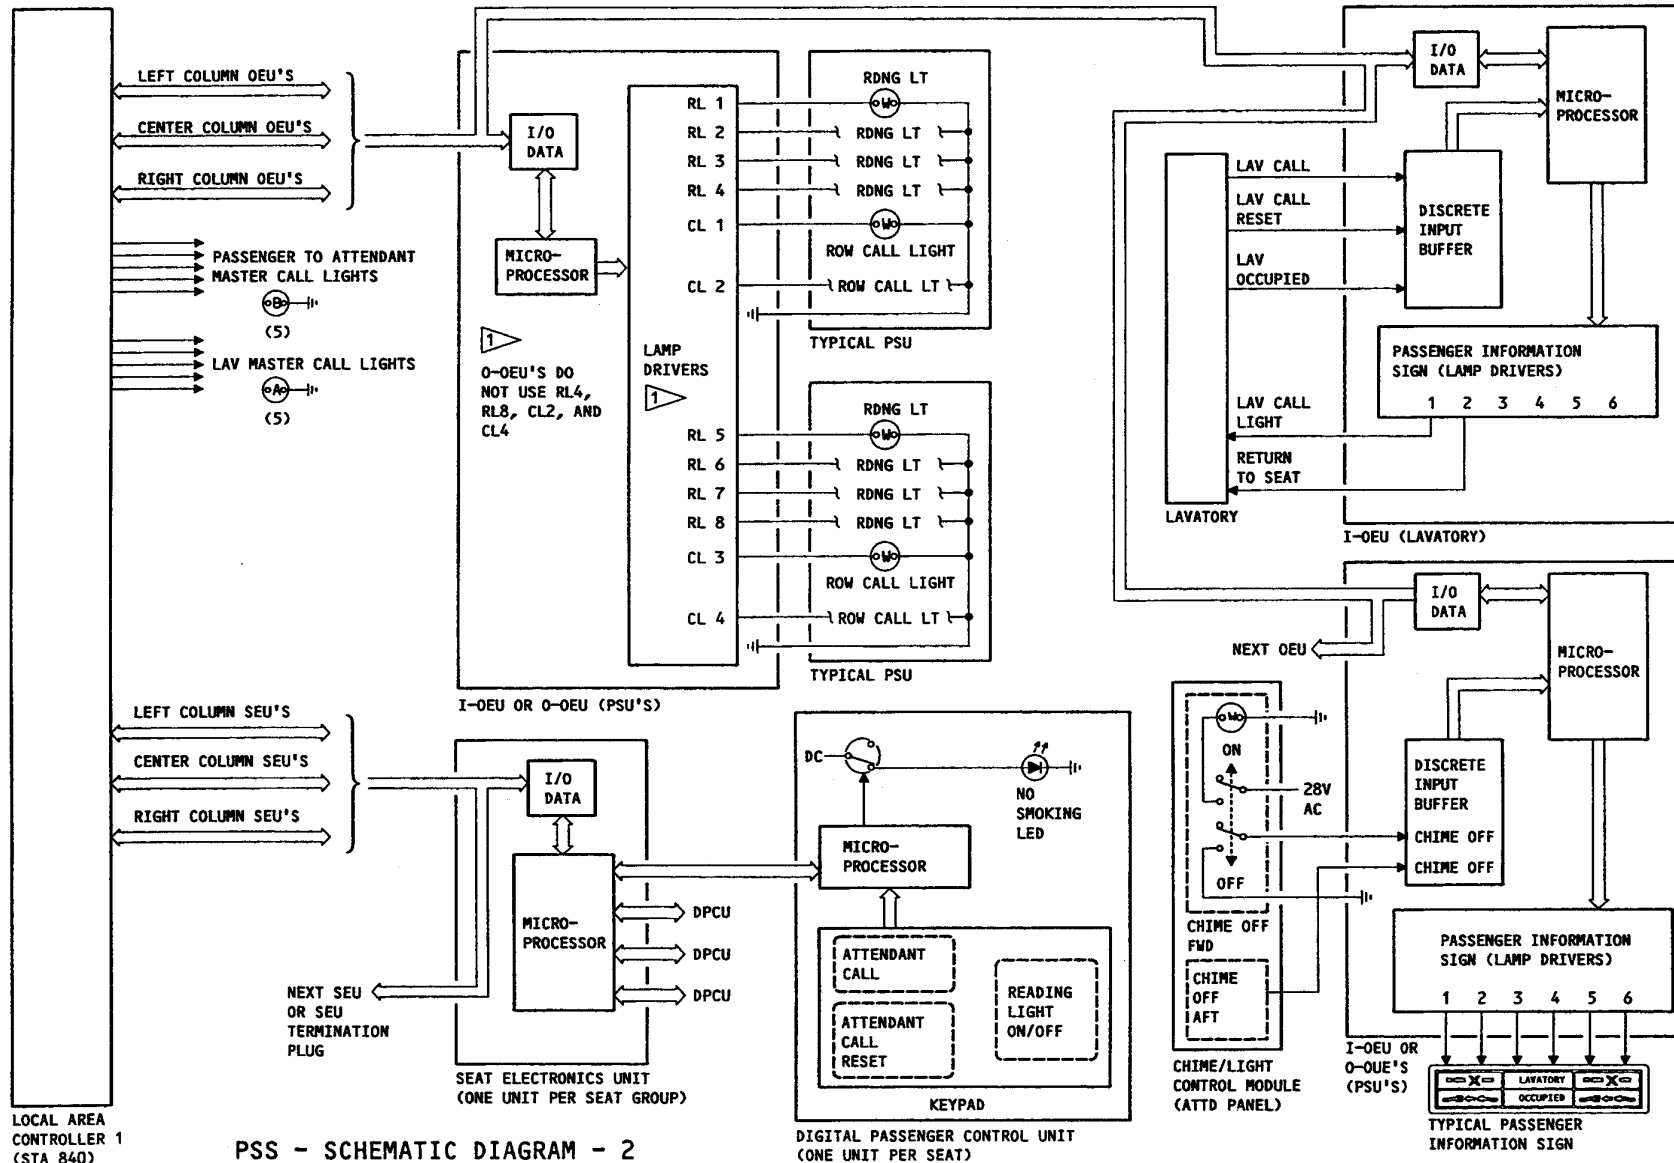 LEFT COLUMN OEU'S
CENTER COLUMN OEU'S
RIGHT COLUMN OEU'S
PASSENGER TO ATTENDANT
MASTER CALL LIGHTS
B
(5)
LAV MASTER CALL LIGHTS
A
(5)
LEFT COLUMN SEU'S
CENTER COLUMN SEU'S
RIGHT COLUMN SEU'S
LOCAL AREA
CONTROLLER 1
(STA 840)
I/O
DATA
MICRO-
PROCESSOR
1
O-OEU'S DO
NOT USE RL4,
RL8, CL2, AND
CL4
LAMP
DRIVERS
1
RL 1
RL 2
RL 3
RL 4
CL 1
CL 2
RL 5
RL 6
RL 7
RL 8
CL 3
CL 4
I-OEU OR O-OEU (PSU'S)
RDNG LT
W
RDNG LT
RDNG LT
RDNG LT
W
ROW CALL LIGHT
ROW CALL LT
TYPICAL PSU
RDNG LT
W
RDNG LT
RDNG LT
RDNG LT
W
ROW CALL LIGHT
ROW CALL LT
TYPICAL PSU
I/O
DATA
MICRO-
PROCESSOR
DPCU
DPCU
DPCU
NEXT SEU
OR SEU
TERMINATION
PLUG
SEAT ELECTRONICS UNIT
(ONE UNIT PER SEAT GROUP)
DC
NO
SMOKING
LED
MICRO-
PROCESSOR
ATTENDANT
CALL
ATTENDANT
CALL
RESET
READING
LIGHT
ON/OFF
KEYPAD
DIGITAL PASSENGER CONTROL UNIT
(ONE UNIT PER SEAT)
I/O
DATA
MICRO-
PROCESSOR
LAV CALL
LAV CALL
RESET
LAV
OCCUPIED
DISCRETE
INPUT
BUFFER
PASSENGER INFORMATION
SIGN (LAMP DRIVERS)
1 2 3 4 5 6
LAV CALL
LIGHT
RETURN
TO SEAT
LAVATORY
I-OEU (LAVATORY)
I/O
DATA
MICRO-
PROCESSOR
NEXT OEU
W
ON
28V
AC
OFF
CHIME OFF
FWD
CHIME
OFF
AFT
CHIME/LIGHT
CONTROL MODULE
(ATTD PANEL)
DISCRETE
INPUT
BUFFER
CHIME OFF
CHIME OFF
PASSENGER INFORMATION
SIGN (LAMP DRIVERS)
1 2 3 4 5 6
I-OEU OR
O-OUE'S
(PSU'S)
LAVATORY
OCCUPIED
TYPICAL PASSENGER
INFORMATION SIGN
PSS - SCHEMATIC DIAGRAM - 2